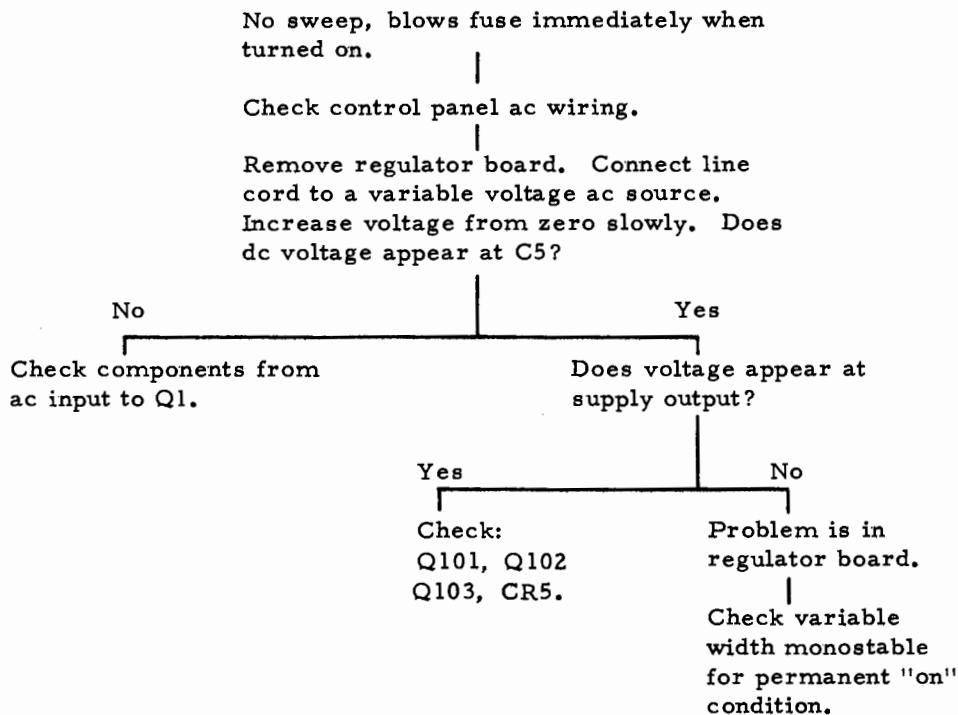 No sweep, blows fuse immediately when
turned on.
Check control panel ac wiring.
Remove regulator board. Connect line
cord to a variable voltage ac source.
Increase voltage from zero slowly. Does
dc voltage appear at C5?
No
Yes
Check components from
ac input to Q1.
Does voltage appear at
supply output?
Yes
No
Check:
Q101, Q102
Q103, CR5.
Problem is in
regulator board.
Check variable
width monostable
for permanent "on"
condition.